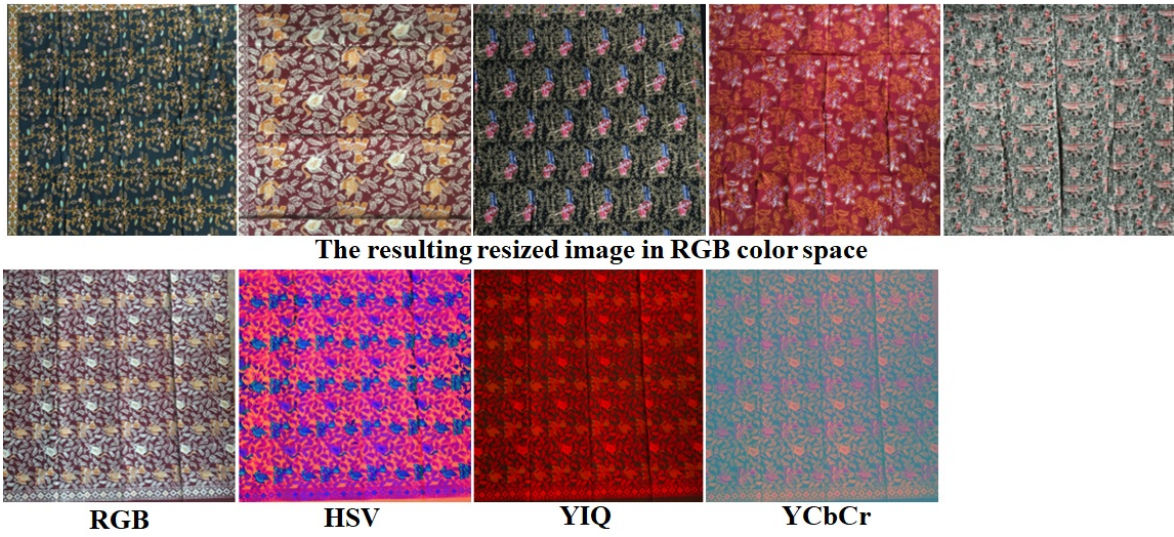 The resulting resized image in RGB color space
RGB
HSV
YIQ
YCbCr